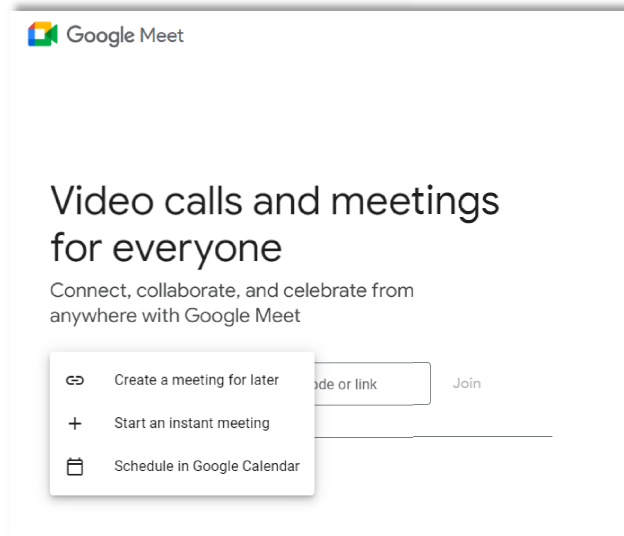 Google Meet
Video calls and meetings
for everyone
Connect, collaborate, and celebrate from
anywhere with Google Meet
Create a meeting for later
or link
Join
Start an instant meeting
Schedule in Google Calendar